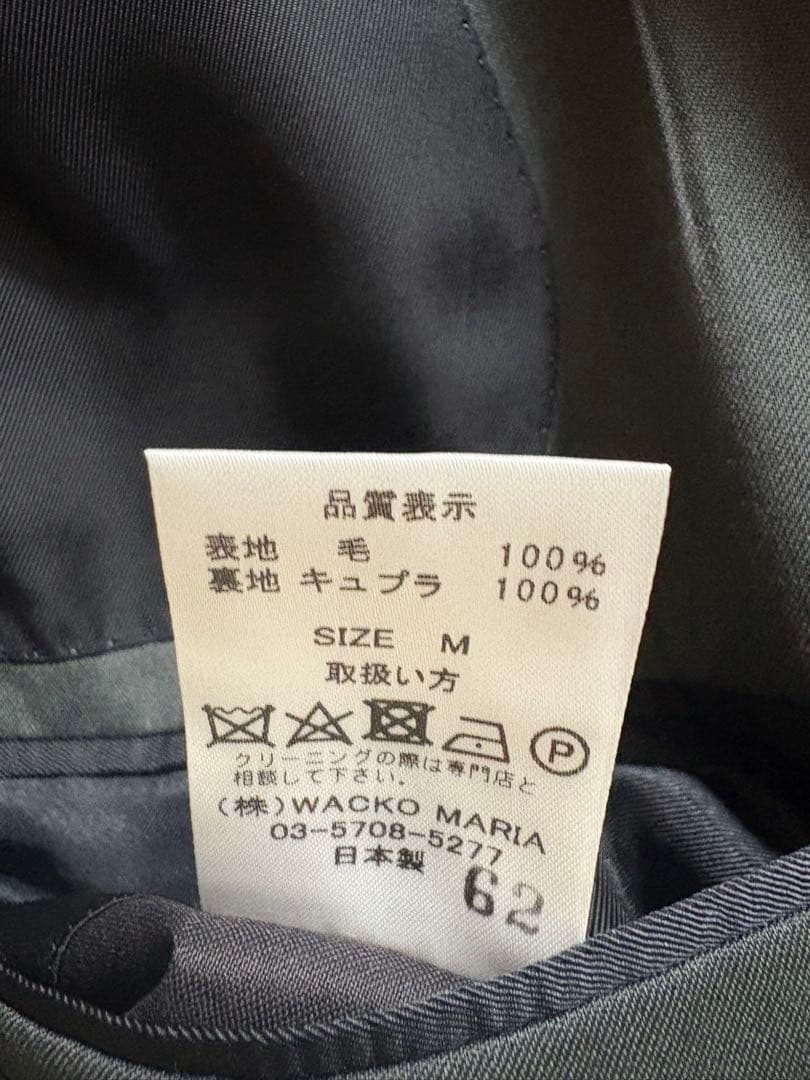 品質表示
表地 毛 100%
裏地 キュプラ 100%
SIZE M
取扱い方
P
クリーニングの際は専門店と
相談して下さい。
(株)WACKO MARIA
03-5708-5277
日本製
62